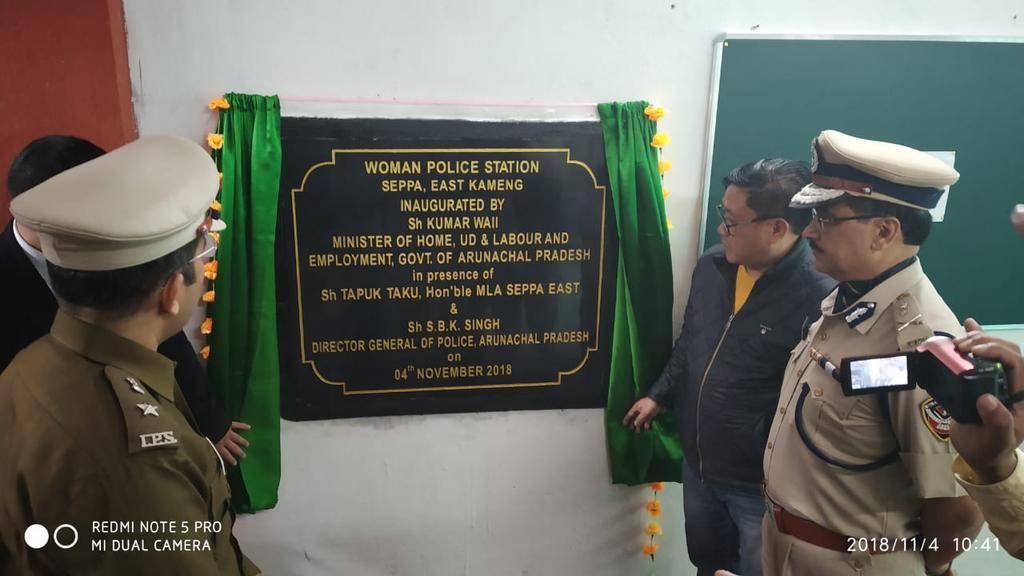 WOMAN POLICE STATION
SEPPA, EAST KAMENG
INAUGURATED BY
Sh KUMAR WAII
MINISTER OF HOME, UD & LABOUR AND
EMPLOYMENT, GOVT. OF ARUNACHAL PRADESH
in presence of
Sh TAPUK TAKU, Hon'ble MLA SEPPA EAST
&
Sh S.B.K. SINGH
DIRECTOR GENERAL OF POLICE, ARUNACHAL PRADESH
on
04th NOVEMBER 2018
IPS
REDMI NOTE 5 PRO
MI DUAL CAMERA
2018/11/4 10:41